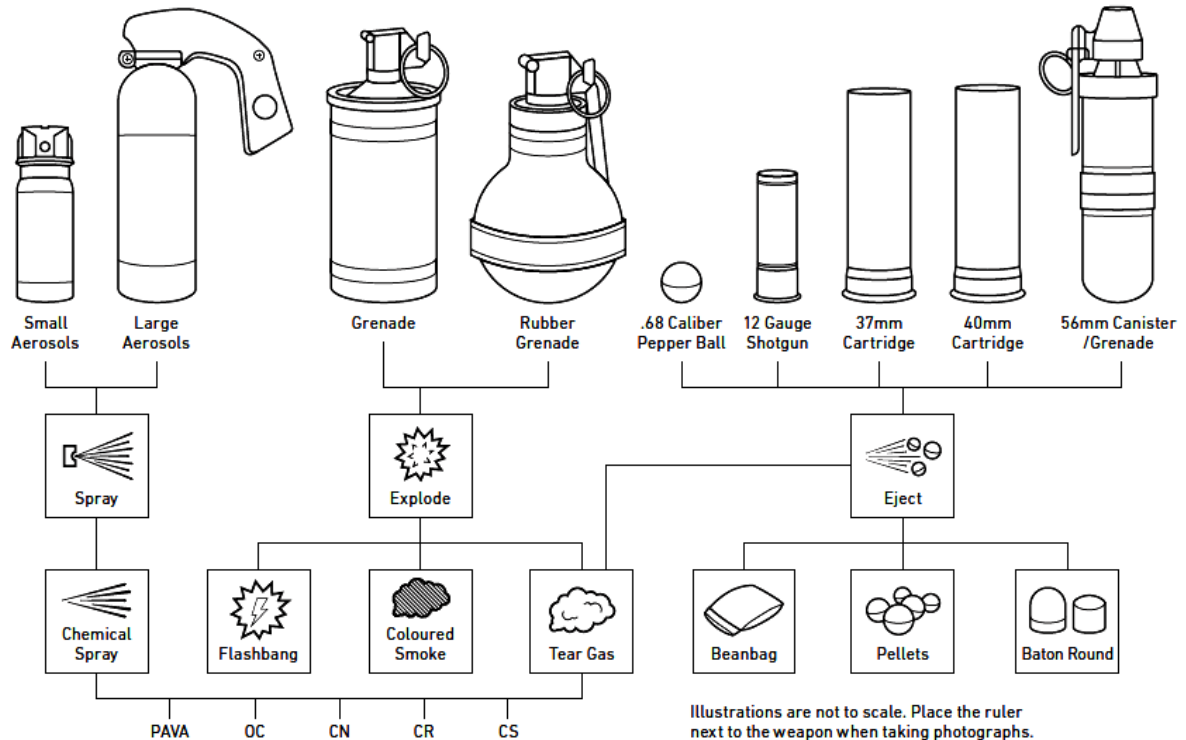 Small
Aerosols
Large
Aerosols
Grenade
Rubber
Grenade
.68 Caliber
Pepper Ball
12 Gauge
Shotgun
37mm
Cartridge
40mm
Cartridge
56mm Canister
/Grenade
Spray
Explode
Eject
Chemical
Spray
Flashbang
Coloured
Smoke
Tear Gas
Beanbag
Pellets
Baton Round
PAVA
OC
CN
CR
CS
Illustrations are not to scale. Place the ruler
next to the weapon when taking photographs.